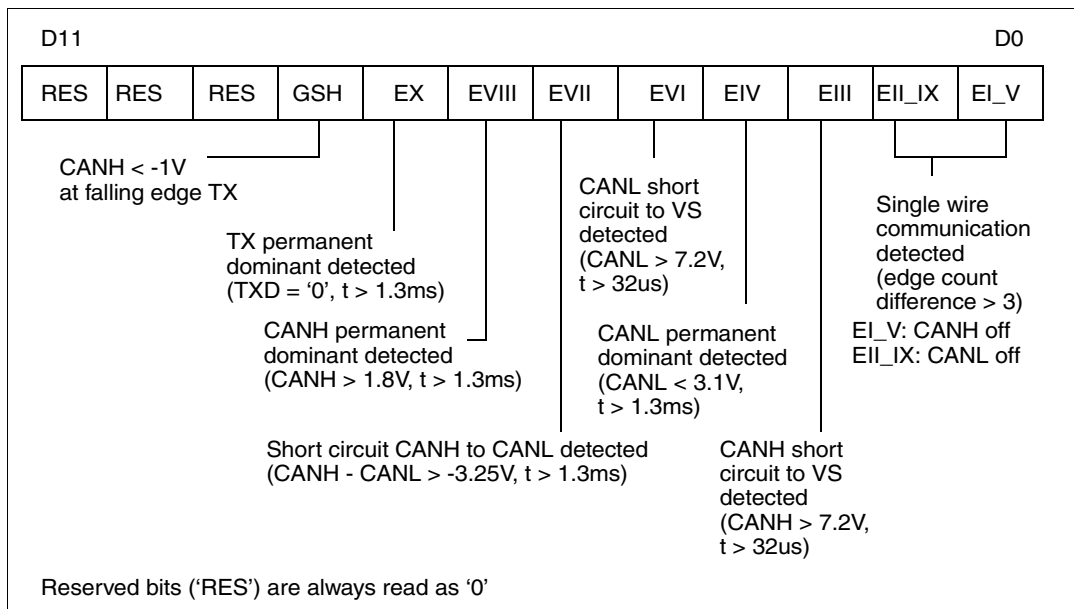 D11 D0
RES RES RES GSH EX EVIII EVII EVI EIV EIII EII_IX EI_V
CANH < -1V
at falling edge TX
TX permanent
dominant detected
(TXD = ‘0’, t > 1.3ms)
CANH permanent
dominant detected
(CANH > 1.8V, t > 1.3ms)
Short circuit CANH to CANL detected
(CANH - CANL > -3.25V, t > 1.3ms)
CANL short
circuit to VS
detected
(CANL > 7.2V,
t > 32us)
CANL permanent
dominant detected
(CANL < 3.1V,
t > 1.3ms)
CANH short
circuit to VS
detected
(CANH > 7.2V,
t > 32us)
Single wire
communication
detected
(edge count
difference > 3)
EI_V: CANH off
EII_IX: CANL off
Reserved bits (‘RES’) are always read as ‘0’